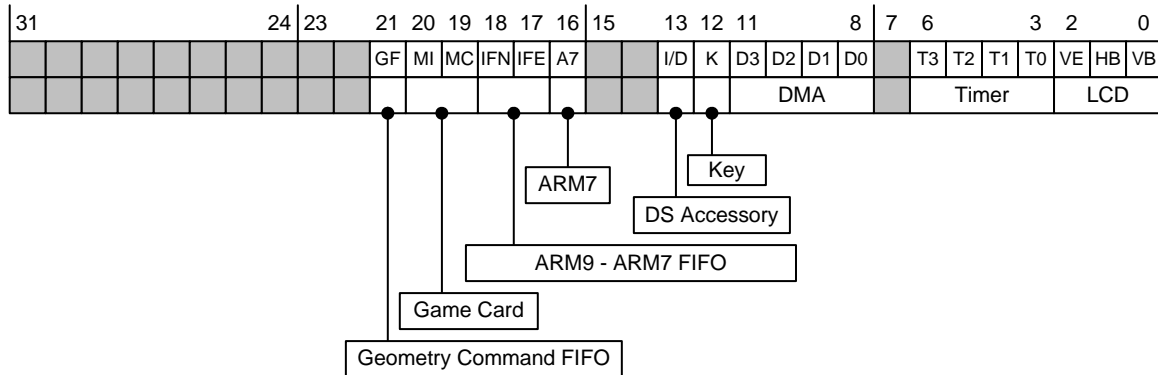 31 24 23 21 20 19 18 17 16 15 13 12 11 8 7 6 3 2 0
GF MI MC IFN IFE A7 I/D K D3 D2 D1 D0 T3 T2 T1 T0 VE HB VB
DMA Timer LCD
Key
ARM7
DS Accessory
ARM9 - ARM7 FIFO
Game Card
Geometry Command FIFO